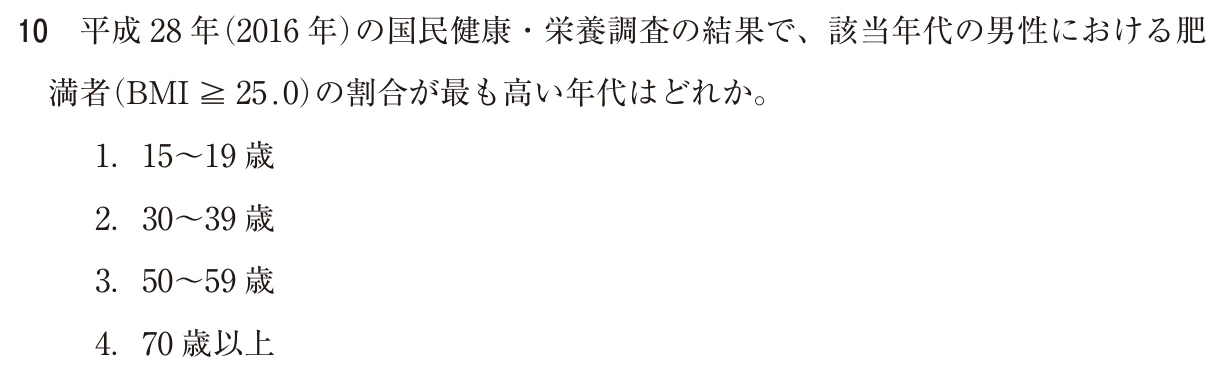 10 平成 28 年(2016 年)の国民健康・栄養調査の結果で、該当年代の男性における肥
満者(BMI ≧ 25.0)の割合が最も高い年代はどれか。
1. 15～19 歳
2. 30～39 歳
3. 50～59 歳
4. 70 歳以上